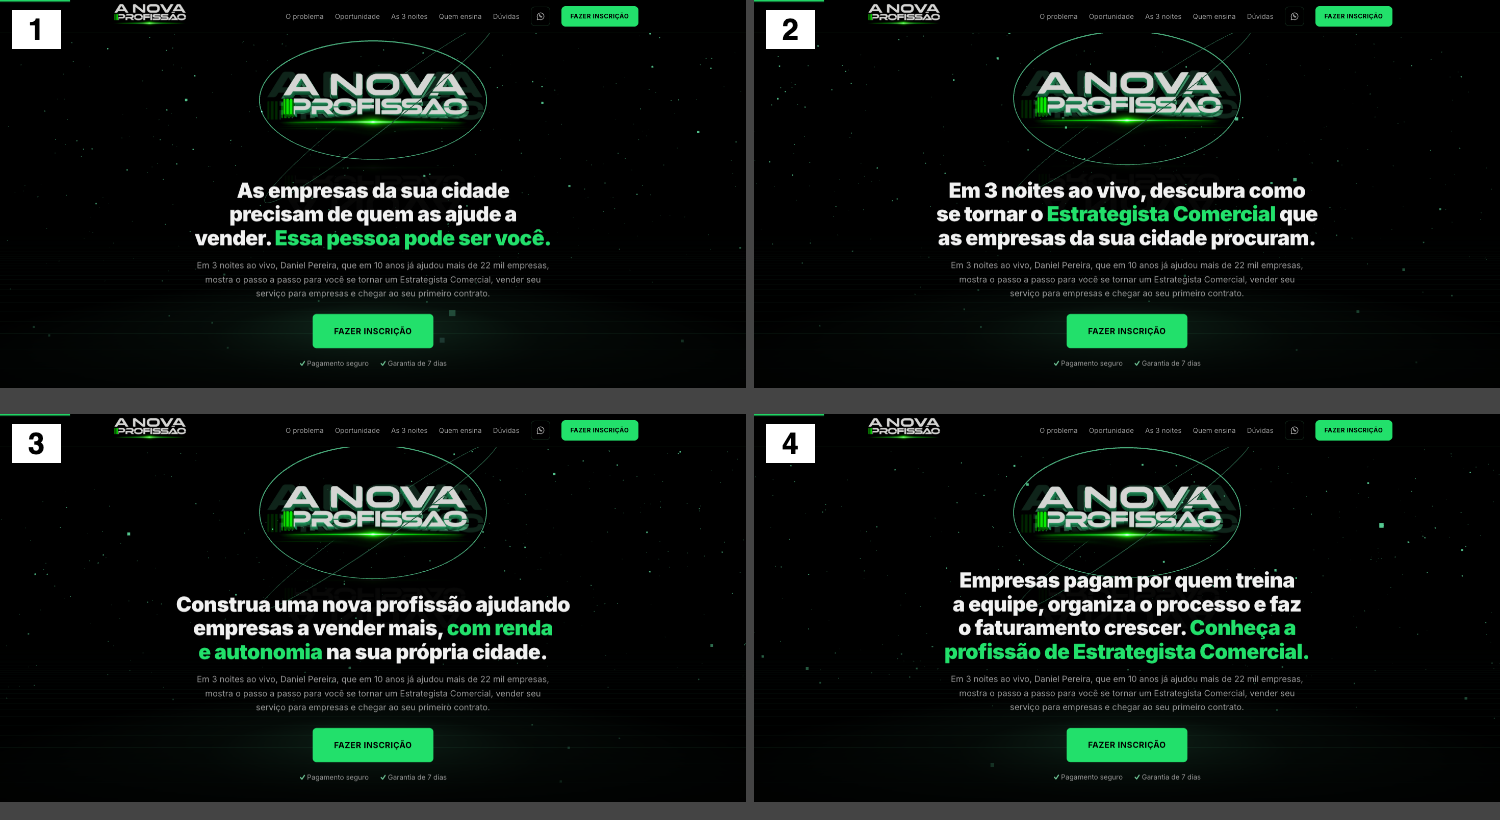 1
A NOVA
PROFISSÃO
O problema Oportunidade As 3 noites Quem ensina Dúvidas FAZER INSCRIÇÃO
A NOVA
PROFISSÃO
As empresas da sua cidade
precisam de quem as ajude a
vender. Essa pessoa pode ser você.
Em 3 noites ao vivo, Daniel Pereira, que em 10 anos já ajudou mais de 22 mil empresas,
mostra o passo a passo para você se tornar um Estrategista Comercial, vender seu
serviço para empresas e chegar ao seu primeiro contrato.
FAZER INSCRIÇÃO
✓ Pagamento seguro ✓ Garantia de 7 dias
2
A NOVA
PROFISSÃO
O problema Oportunidade As 3 noites Quem ensina Dúvidas FAZER INSCRIÇÃO
A NOVA
PROFISSÃO
Em 3 noites ao vivo, descubra como
se tornar o Estrategista Comercial que
as empresas da sua cidade procuram.
Em 3 noites ao vivo, Daniel Pereira, que em 10 anos já ajudou mais de 22 mil empresas,
mostra o passo a passo para você se tornar um Estrategista Comercial, vender seu
serviço para empresas e chegar ao seu primeiro contrato.
FAZER INSCRIÇÃO
✓ Pagamento seguro ✓ Garantia de 7 dias
3
A NOVA
PROFISSÃO
O problema Oportunidade As 3 noites Quem ensina Dúvidas FAZER INSCRIÇÃO
A NOVA
PROFISSÃO
Construa uma nova profissão ajudando
empresas a vender mais, com renda
e autonomia na sua própria cidade.
Em 3 noites ao vivo, Daniel Pereira, que em 10 anos já ajudou mais de 22 mil empresas,
mostra o passo a passo para você se tornar um Estrategista Comercial, vender seu
serviço para empresas e chegar ao seu primeiro contrato.
FAZER INSCRIÇÃO
✓ Pagamento seguro ✓ Garantia de 7 dias
4
A NOVA
PROFISSÃO
O problema Oportunidade As 3 noites Quem ensina Dúvidas FAZER INSCRIÇÃO
A NOVA
PROFISSÃO
Empresas pagam por quem treina
a equipe, organiza o processo e faz
o faturamento crescer. Conheça a
profissão de Estrategista Comercial.
Em 3 noites ao vivo, Daniel Pereira, que em 10 anos já ajudou mais de 22 mil empresas,
mostra o passo a passo para você se tornar um Estrategista Comercial, vender seu
serviço para empresas e chegar ao seu primeiro contrato.
FAZER INSCRIÇÃO
✓ Pagamento seguro ✓ Garantia de 7 dias